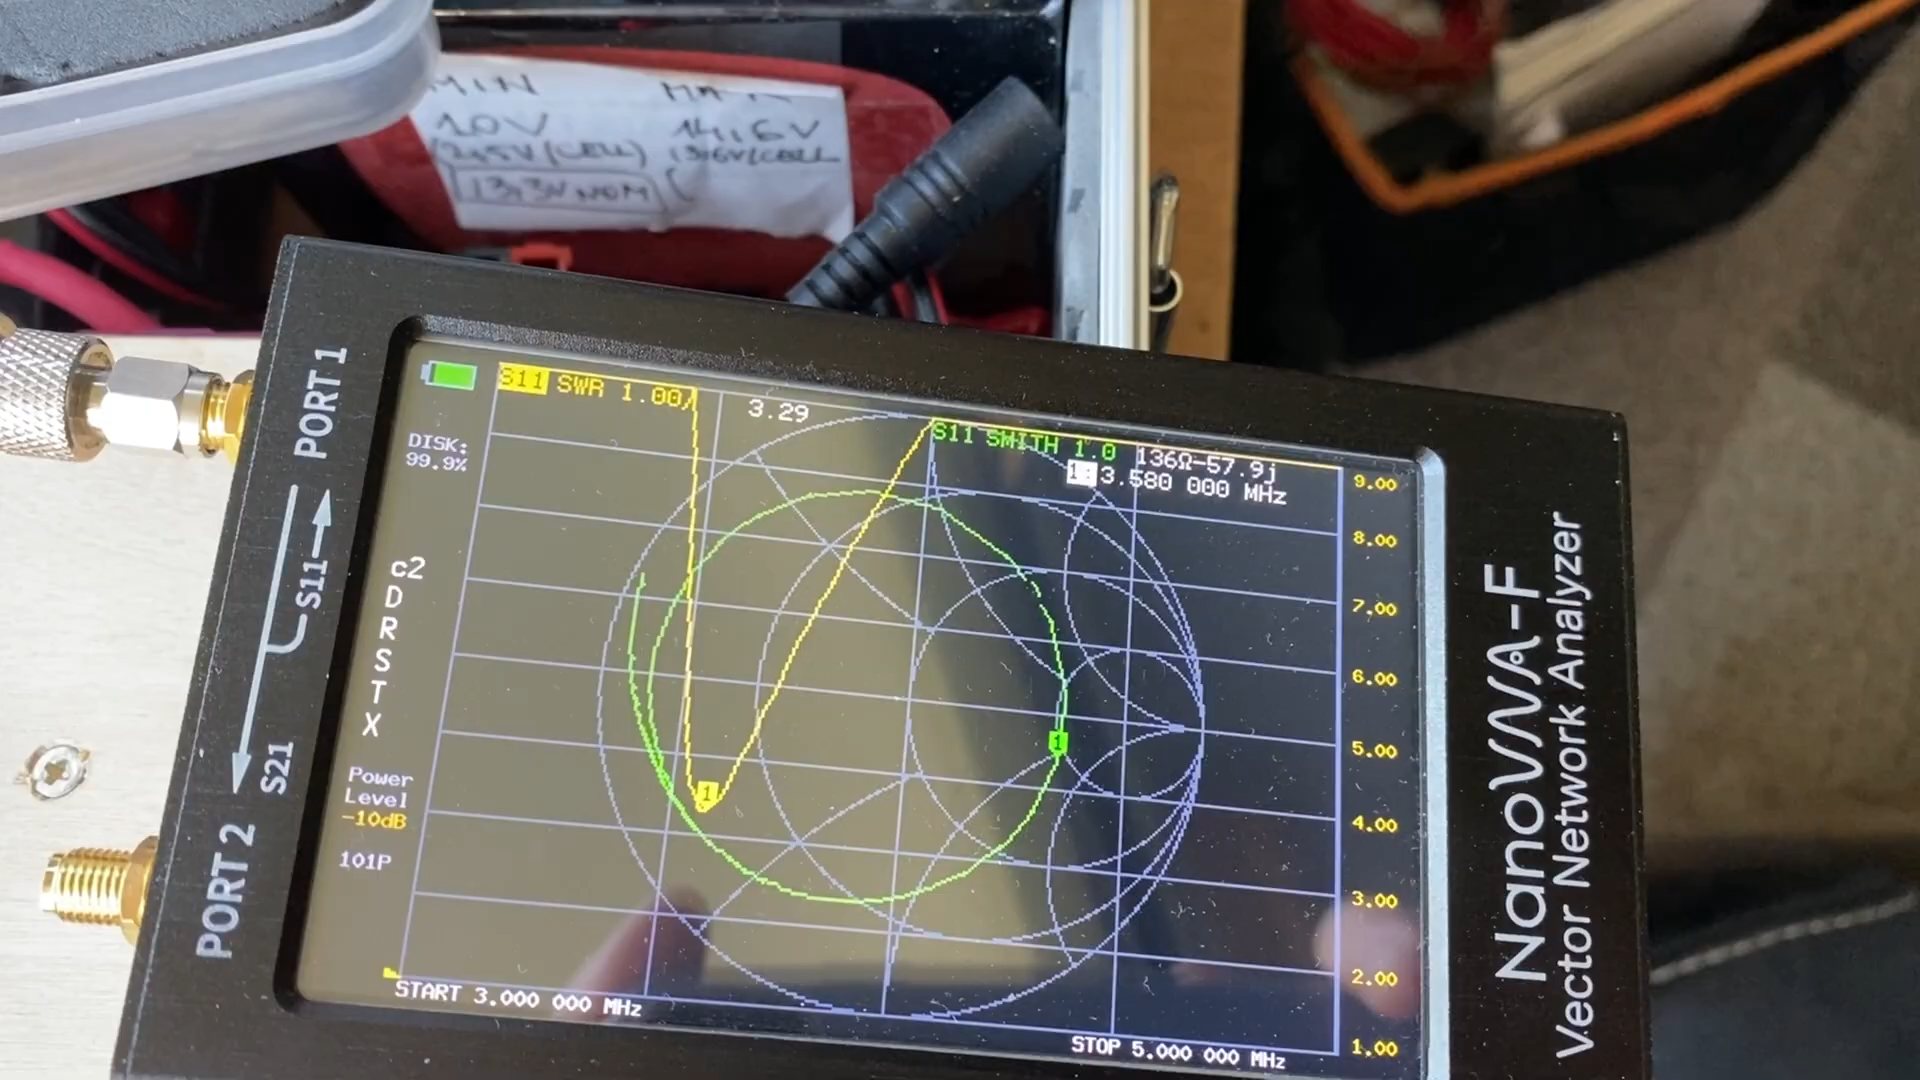 MIN
10V 14,6V
(2,5V/CELL) (3,6V/CELL
13,3V NOM
PORT 1
S11
S21
PORT 2
S11 SWR 1.00/ 3.29
S11 SMITH 1.0 136Ω-57.9j
1:3.580 000 MHz
DISK:
99.9%
c2
D
R
S
T
X
Power
Level
-10dB
101P
1
1
9.00
8.00
7.00
6.00
5.00
4.00
3.00
2.00
1.00
START 3.000 000 MHz
STOP 5.000 000 MHz
NanoVNA-F
Vector Network Analyzer